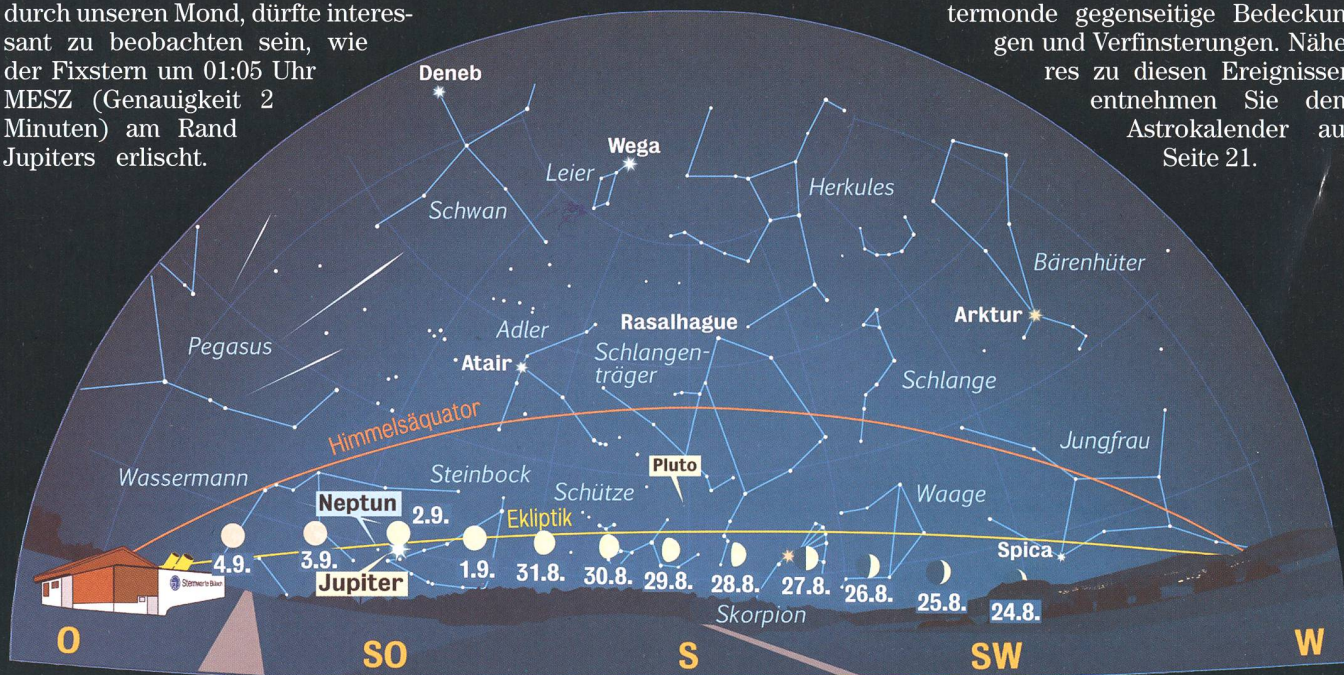 durch unseren Mond, dürfte interes-
sant zu beobachten sein, wie
der Fixstern um 01:05 Uhr
MESZ (Genauigkeit 2
Minuten) am Rand
Jupiters erlischt.
termonde gegenseitige Bedeckun
gen und Verfinsterungen. Nähe
res zu diesen Ereignissen
entnehmen Sie dem
Astrokalender au
Seite 21.
Deneb
Wega
Leier
Schwan
Herkules
Bärenhüter
Arktur
Rasalhague
Adler
Atair
Schlangen-
träger
Schlange
Pegasus
Himmelsäquator
Jungfrau
Wassermann
Steinbock
Schütze
Pluto
Waage
Neptun
2.9.
Ekliptik
Spica
4.9.
3.9.
Jupiter
1.9.
31.8.
30.8.
29.8.
28.8.
27.8.
26.8.
25.8.
24.8.
Skorpion
Sternwarte Bülach
O
SO
S
SW
W